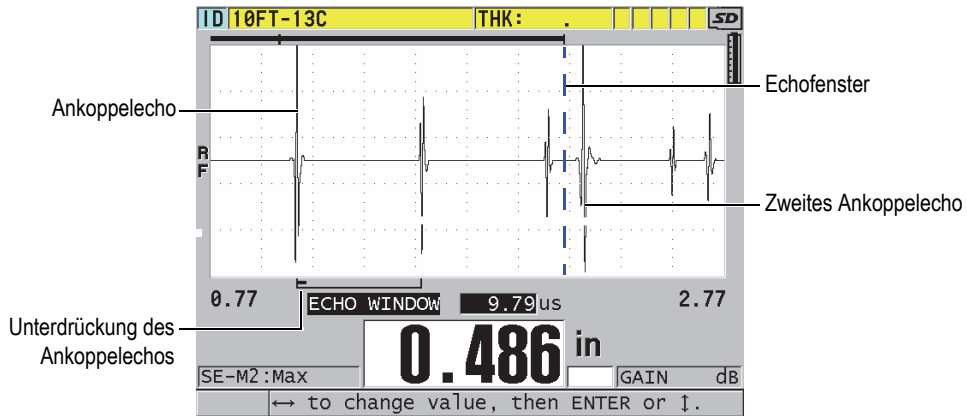 ID 10FT-13C THK: . SD
Echofenster
Ankoppelecho
RF
Zweites Ankoppelecho
0.77 ECHO WINDOW 9.79us 2.77
Unterdrückung des
Ankoppelechos
0.486 in
SE-M2:Max GAIN dB
↔ to change value, then ENTER or ↕.